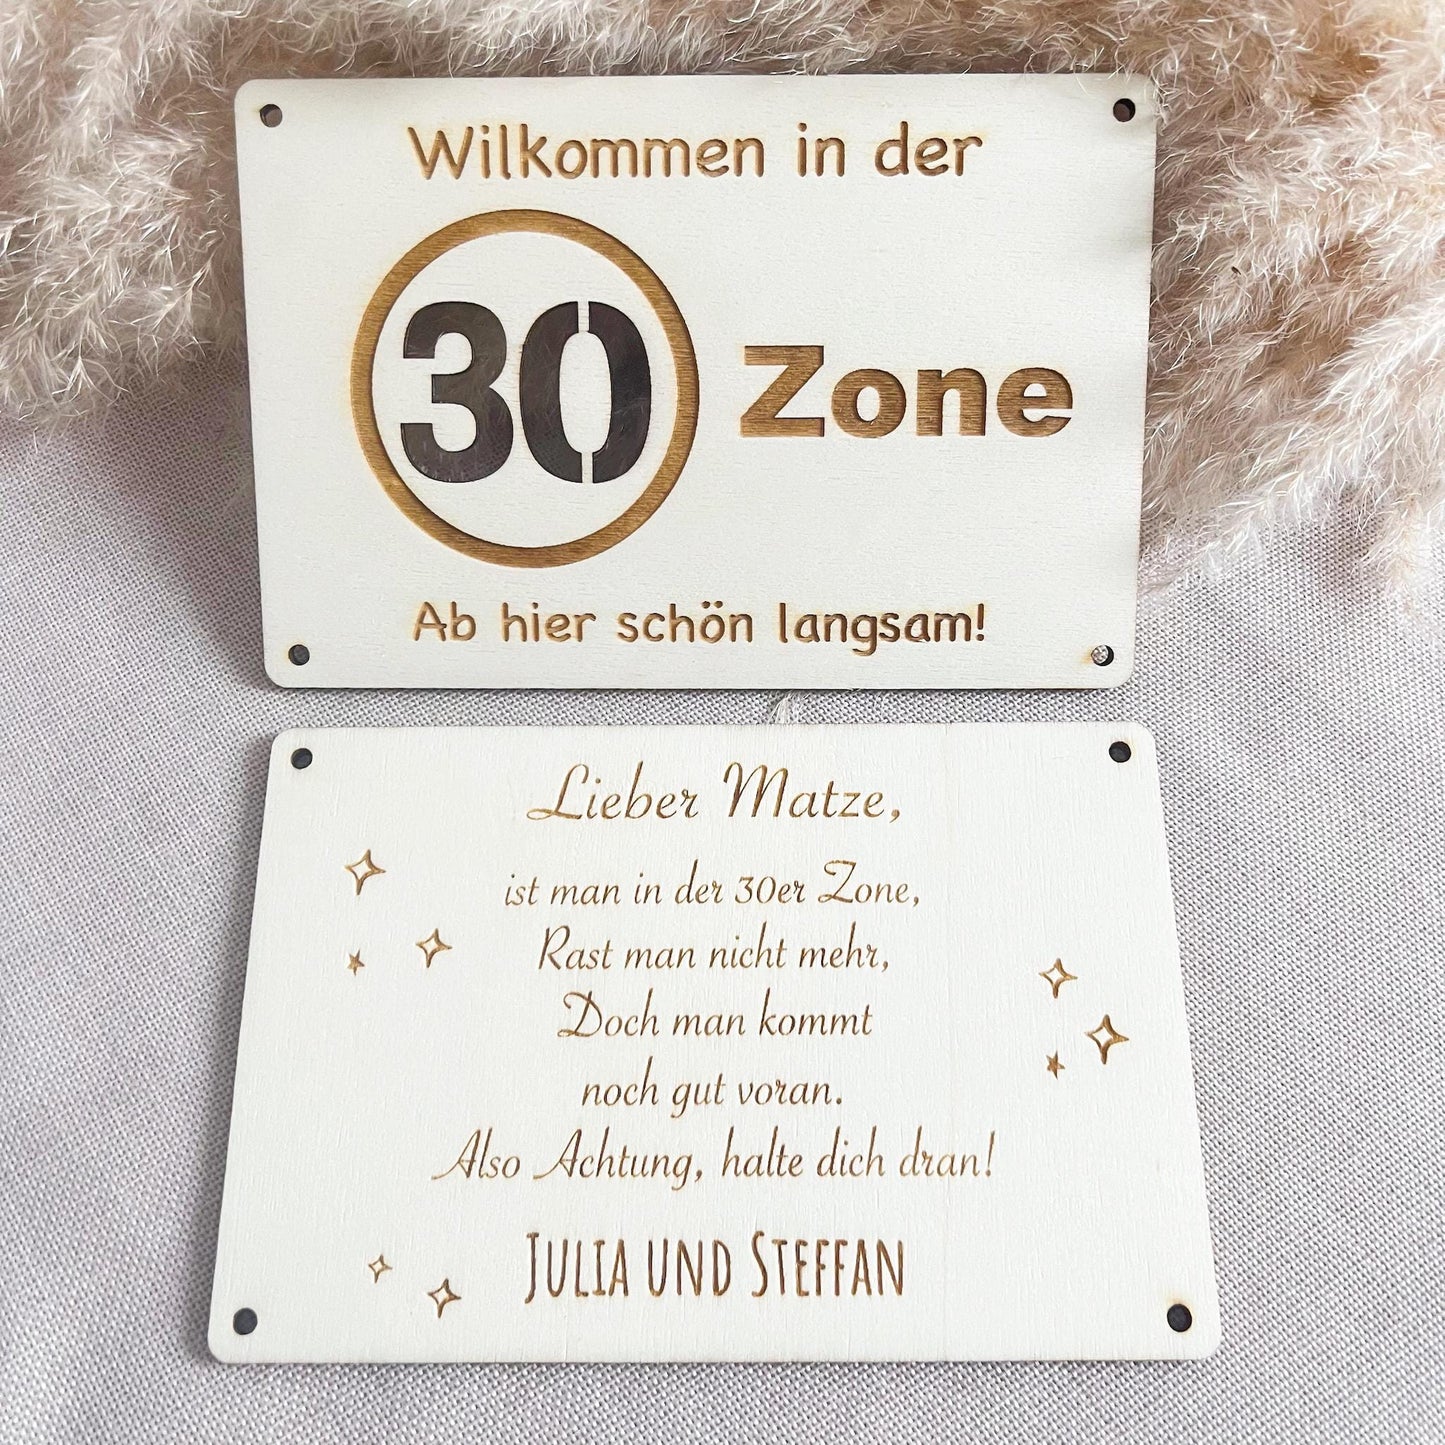 Wilkommen in der
30 Zone
Ab hier schön langsam!
Lieber Matze,
ist man in der 30er Zone,
Rast man nicht mehr,
Doch man kommt
noch gut voran.
Also Achtung, halte dich dran!
JULIA UND STEFFAN